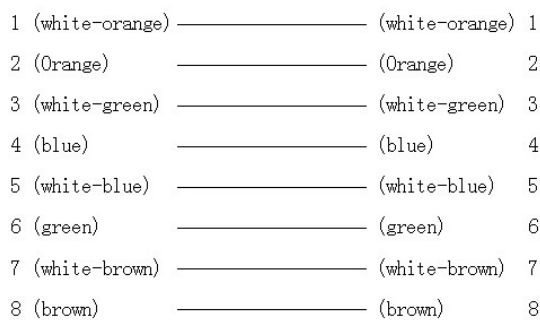 1 (white-orange) (white-orange) 1
2 (Orange) (Orange) 2
3 (white-green) (white-green) 3
4 (blue) (blue) 4
5 (white-blue) (white-blue) 5
6 (green) (green) 6
7 (white-brown) (white-brown) 7
8 (brown) (brown) 8